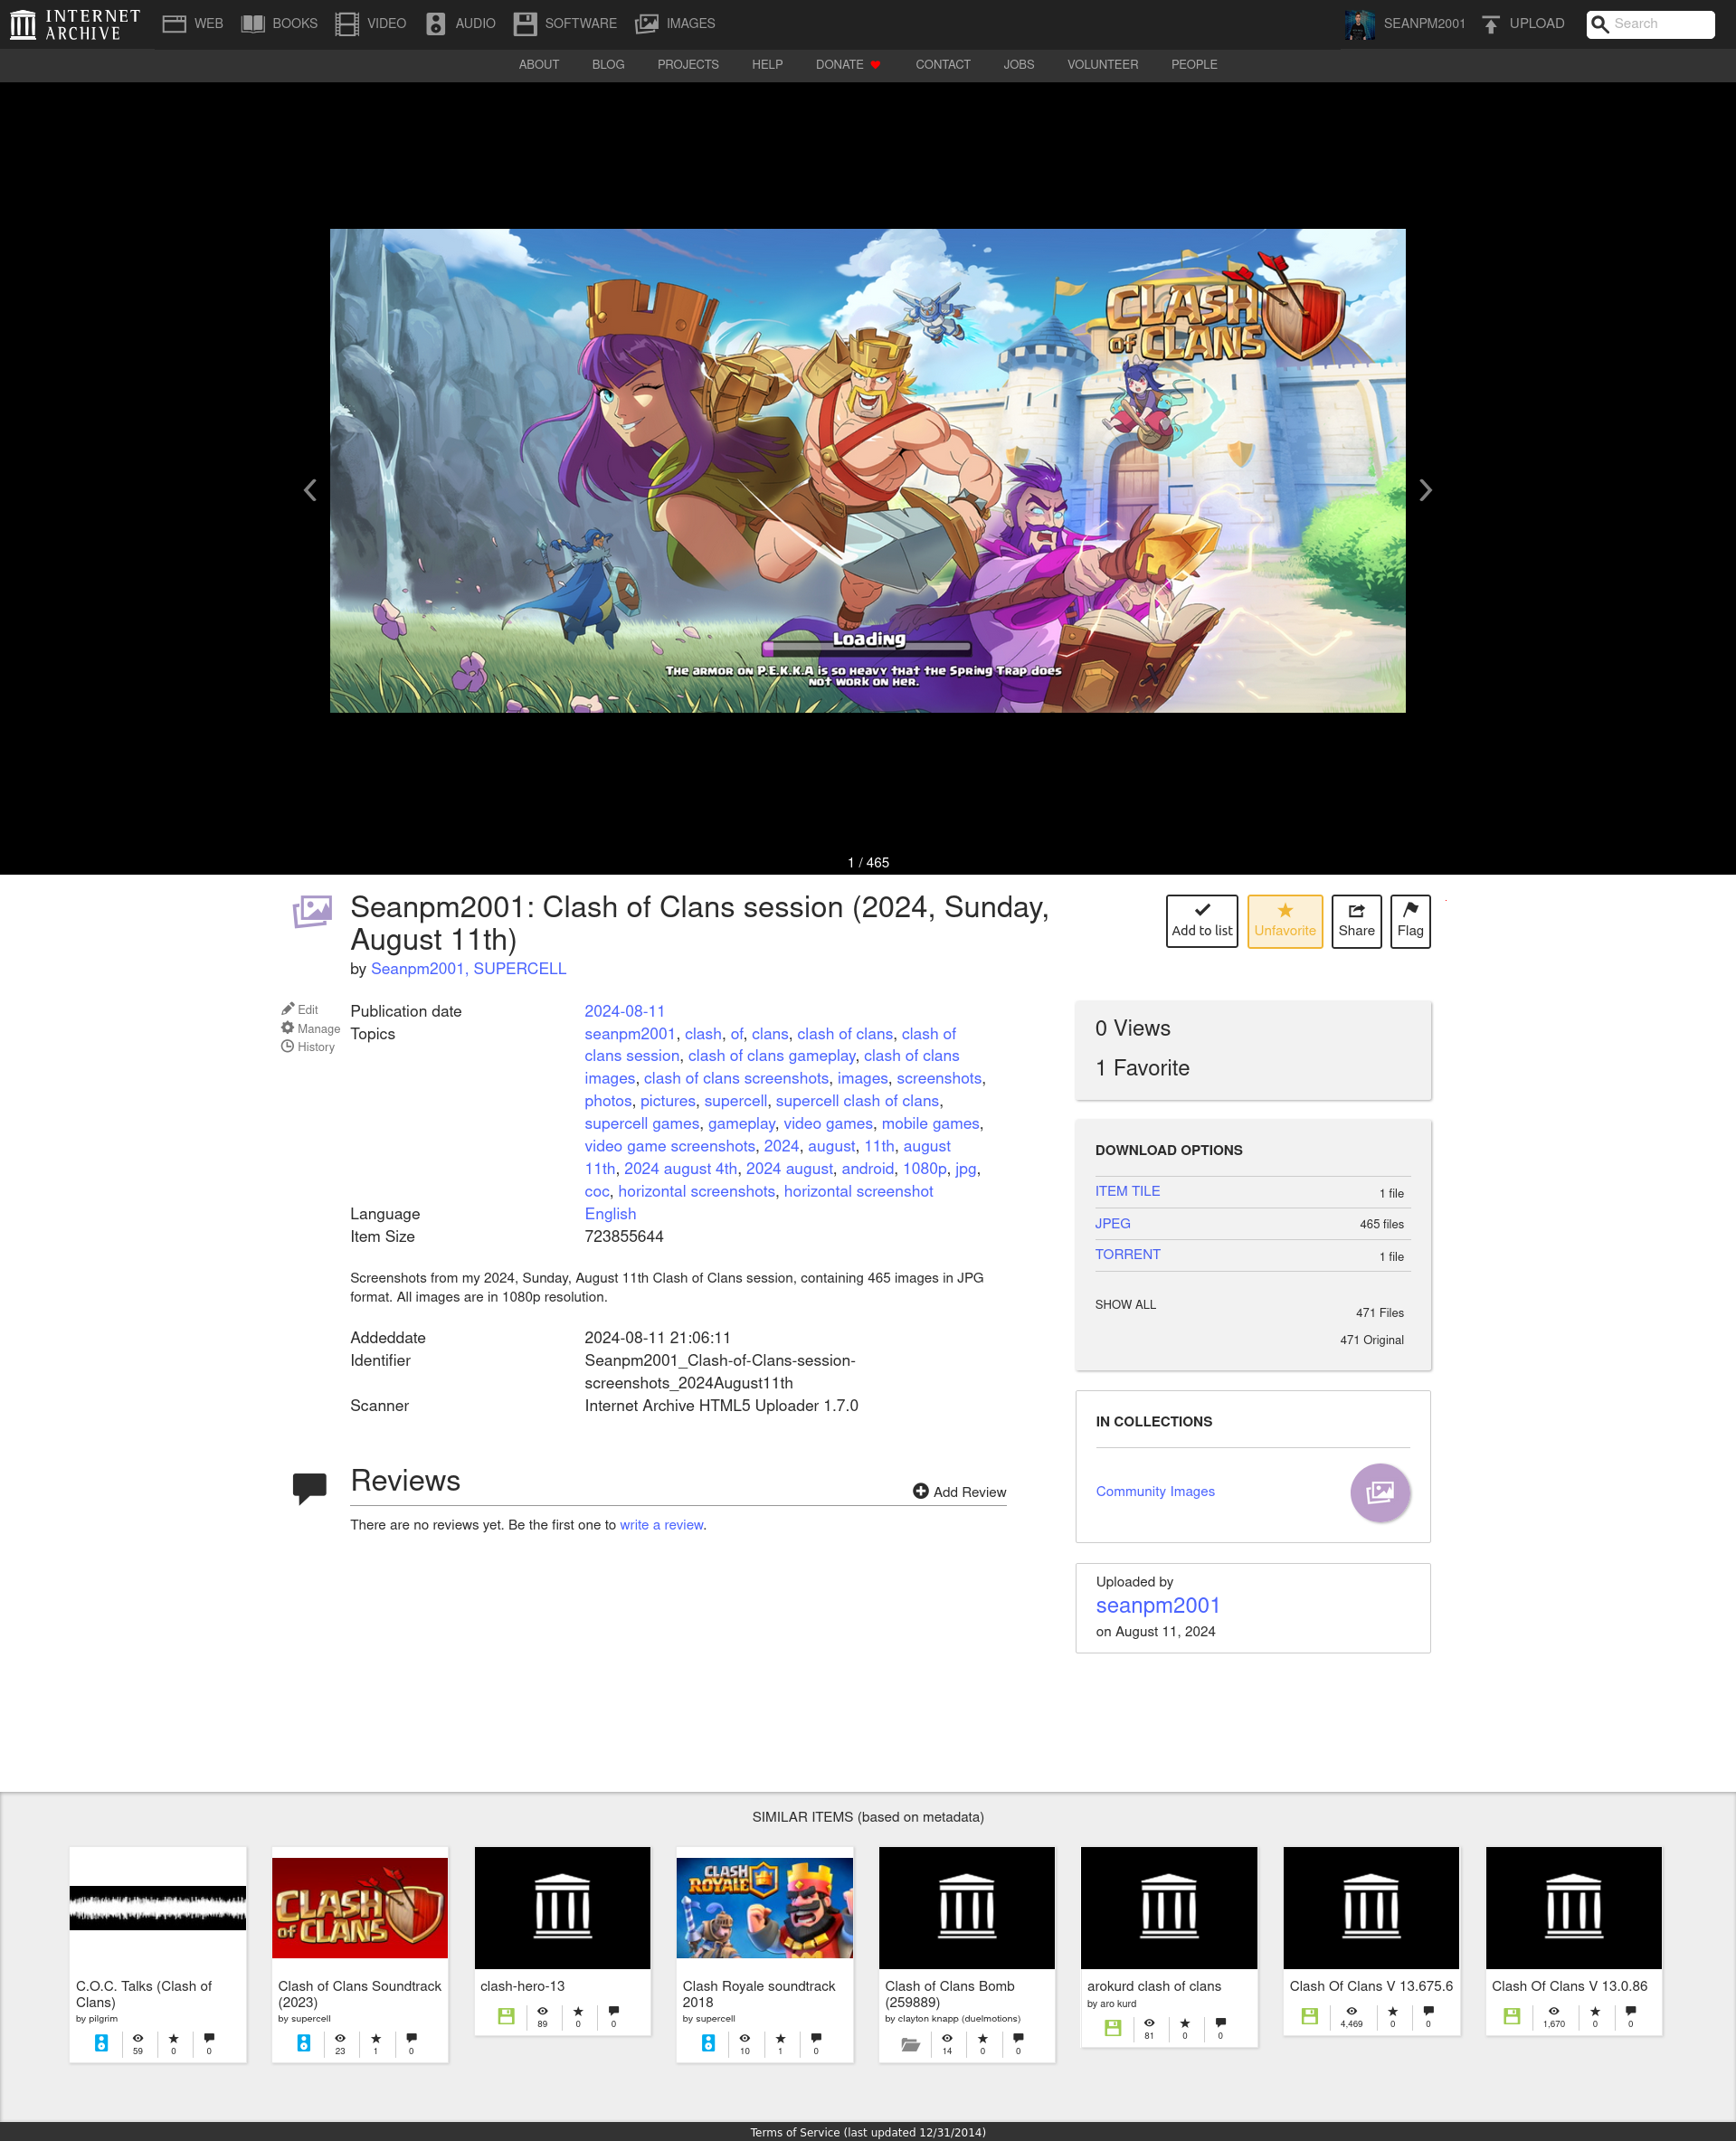 INTERNET ARCHIVE
WEB BOOKS VIDEO AUDIO SOFTWARE IMAGES SEANPM2001 UPLOAD Search
ABOUT BLOG PROJECTS HELP DONATE CONTACT JOBS VOLUNTEER PEOPLE
CLASH
OF CLANS
Loading
The armor on P.E.K.K.A is so heavy that the Spring Trap does
not work on her.
1 / 465
Seanpm2001: Clash of Clans session (2024, Sunday,
August 11th)
by Seanpm2001, SUPERCELL
Add to list Unfavorite Share Flag
Edit
Manage
History
Publication date 2024-08-11
Topics seanpm2001, clash, of, clans, clash of clans, clash of
clans session, clash of clans gameplay, clash of clans
images, clash of clans screenshots, images, screenshots,
photos, pictures, supercell, supercell clash of clans,
supercell games, gameplay, video games, mobile games,
video game screenshots, 2024, august, 11th, august
11th, 2024 august 4th, 2024 august, android, 1080p, jpg,
coc, horizontal screenshots, horizontal screenshot
Language English
Item Size 723855644
Screenshots from my 2024, Sunday, August 11th Clash of Clans session, containing 465 images in JPG
format. All images are in 1080p resolution.
Addeddate 2024-08-11 21:06:11
Identifier Seanpm2001_Clash-of-Clans-session-
screenshots_2024August11th
Scanner Internet Archive HTML5 Uploader 1.7.0
Reviews
Add Review
There are no reviews yet. Be the first one to write a review.
0 Views
1 Favorite
DOWNLOAD OPTIONS
ITEM TILE 1 file
JPEG 465 files
TORRENT 1 file
SHOW ALL 471 Files
471 Original
IN COLLECTIONS
Community Images
Uploaded by
seanpm2001
on August 11, 2024
SIMILAR ITEMS (based on metadata)
C.O.C. Talks (Clash of
Clans)
by pilgrim
59 0 0
CLASH
OF CLANS
Clash of Clans Soundtrack
(2023)
by supercell
23 1 0
clash-hero-13
89 0 0
CLASH
ROYALE
Clash Royale soundtrack
2018
by supercell
10 1 0
Clash of Clans Bomb
(259889)
by clayton knapp (duelmotions)
14 0 0
arokurd clash of clans
by aro kurd
81 0 0
Clash Of Clans V 13.675.6
4,469 0 0
Clash Of Clans V 13.0.86
1,670 0 0
Terms of Service (last updated 12/31/2014)